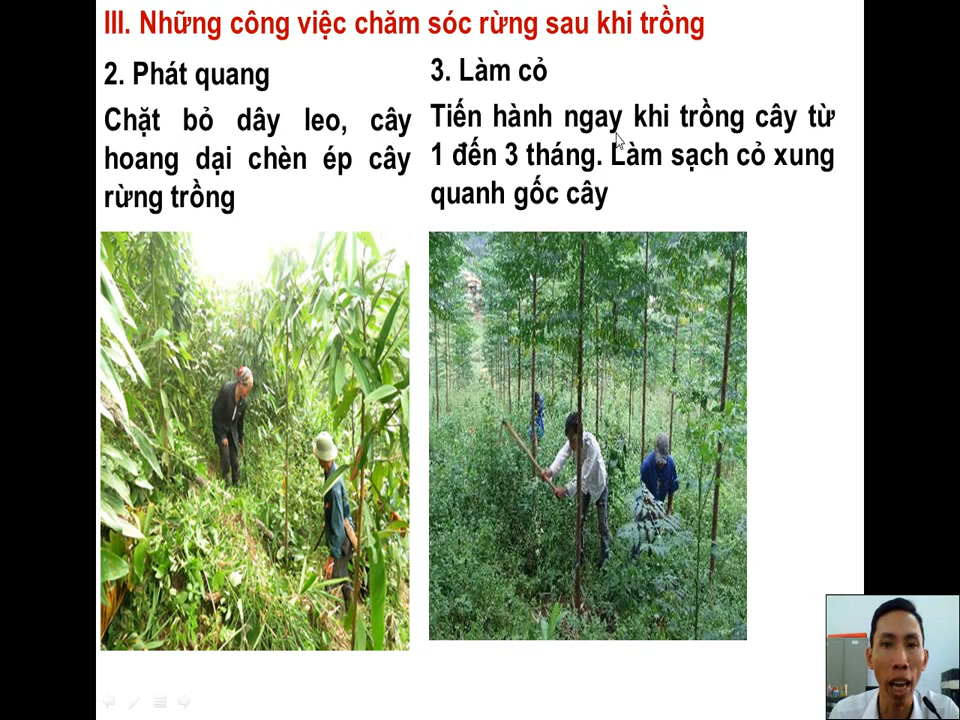 III. Những công việc chăm sóc rừng sau khi trồng
2. Phát quang
Chặt bỏ dây leo, cây
hoang dại chèn ép cây
rừng trồng
3. Làm cỏ
Tiến hành ngay khi trồng cây từ
1 đến 3 tháng. Làm sạch cỏ xung
quanh gốc cây